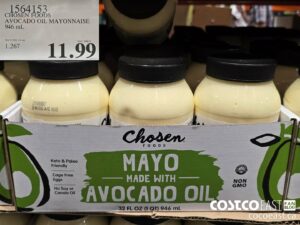 1564153
CHOSEN FOODS
AVOCADO OIL MAYONNAISE
946 mL
1.267
11.99
Chosen
FOODS
MAYO
MADE WITH
AVOCADO OIL
32 FL OZ (1 QT) 946 mL
Keto & Paleo
Friendly
Cage Free
Eggs
No Soy or
Canola Oil
NON
GMO
COSTCO EAST
cocoeast.ca